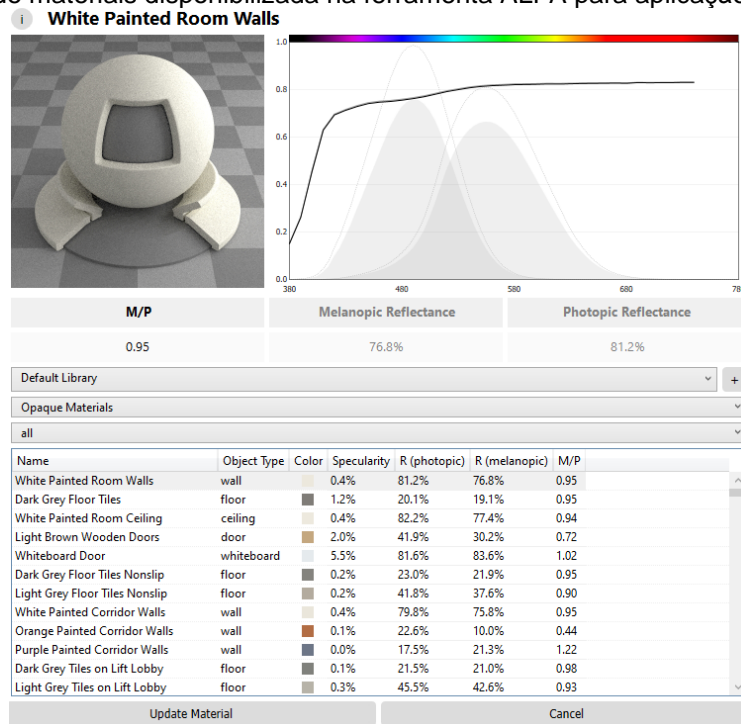 de materiais disponibilizada na ferramenta ALFA para aplicação
i White Painted Room Walls
1.0
0.8
0.6
0.4
0.2
0.0
380 480 580 680 78
M/P Melanopic Reflectance Photopic Reflectance
0.95 76.8% 81.2%
Default Library +
Opaque Materials
all
Name Object Type Color Specularity R (photopic) R (melanopic) M/P
White Painted Room Walls wall 0.4% 81.2% 76.8% 0.95
Dark Grey Floor Tiles floor 1.2% 20.1% 19.1% 0.95
White Painted Room Ceiling ceiling 0.4% 82.2% 77.4% 0.94
Light Brown Wooden Doors door 2.0% 41.9% 30.2% 0.72
Whiteboard Door whiteboard 5.5% 81.6% 83.6% 1.02
Dark Grey Floor Tiles Nonslip floor 0.2% 23.0% 21.9% 0.95
Light Grey Floor Tiles Nonslip floor 0.2% 41.8% 37.6% 0.90
White Painted Corridor Walls wall 0.4% 79.8% 75.8% 0.95
Orange Painted Corridor Walls wall 0.1% 22.6% 10.0% 0.44
Purple Painted Corridor Walls wall 0.0% 17.5% 21.3% 1.22
Dark Grey Tiles on Lift Lobby floor 0.1% 21.5% 21.0% 0.98
Light Grey Tiles on Lift Lobby floor 0.3% 45.5% 42.6% 0.93
Update Material Cancel